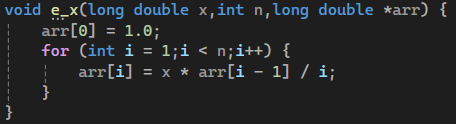 void e_x(long double x,int n,long double *arr) {
    arr[0] = 1.0;
    for (int i = 1;i < n;i++) {
        arr[i] = x * arr[i - 1] / i;
    }
}